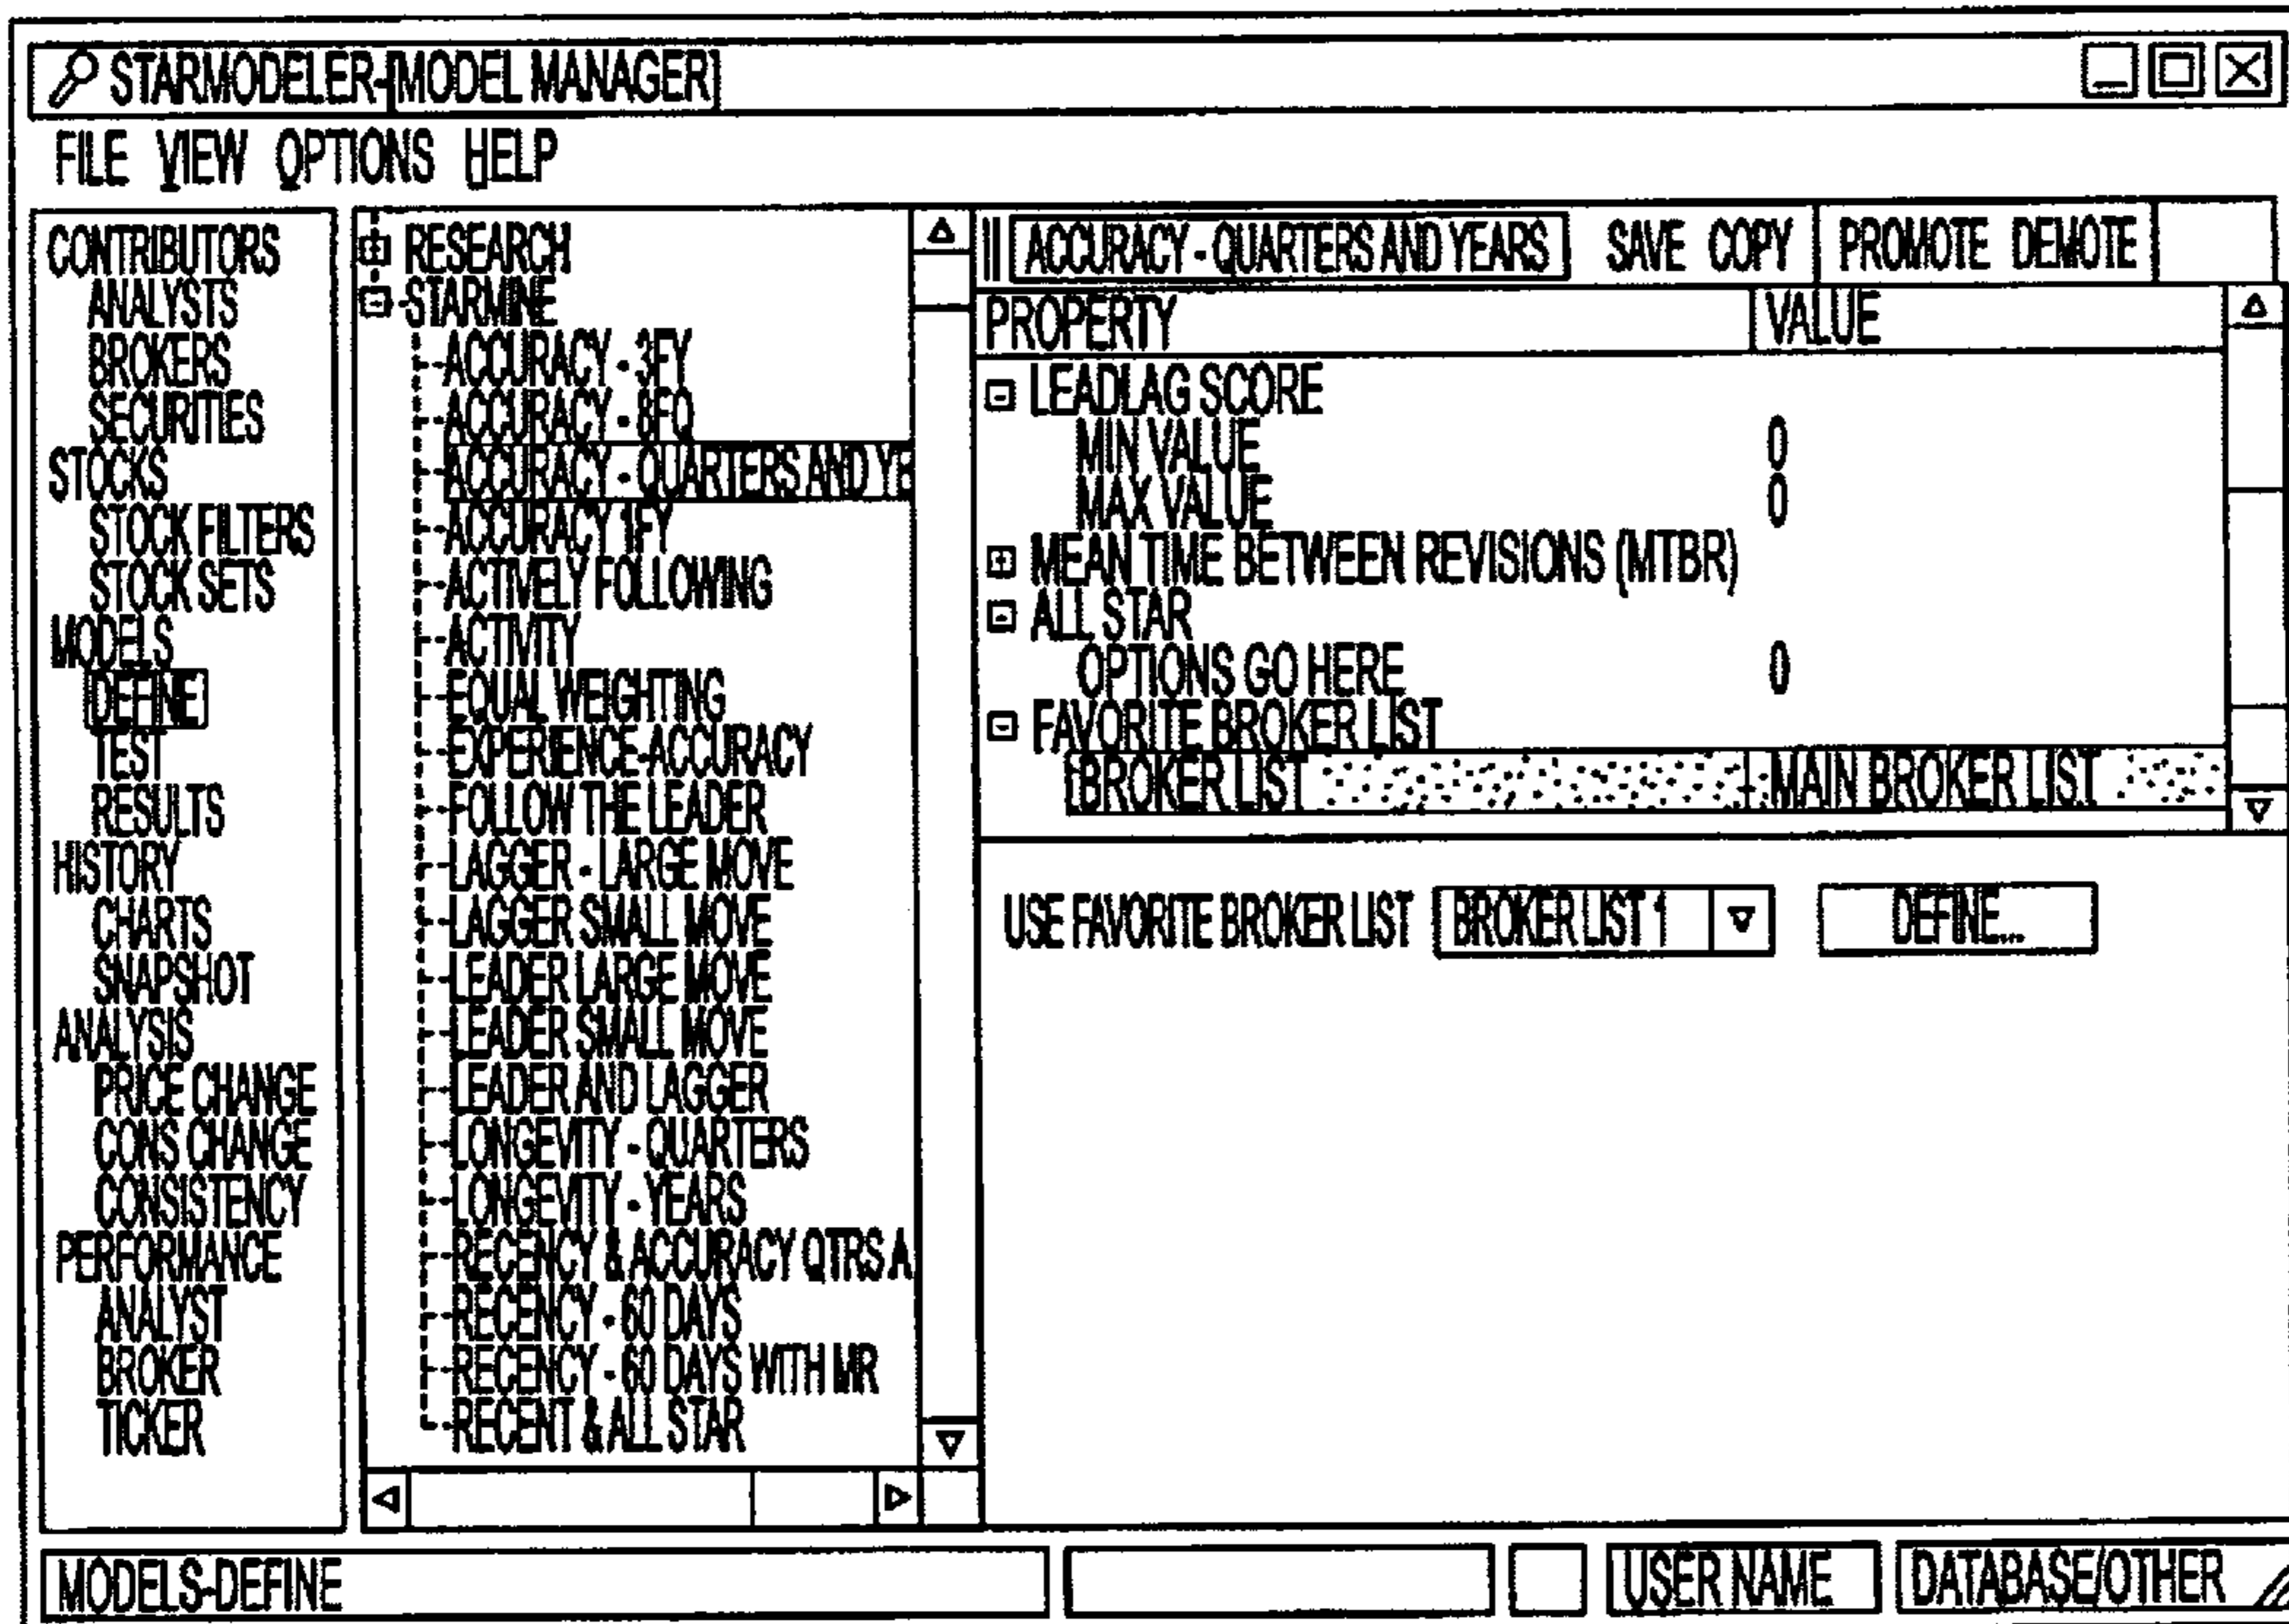 STARMODELER-[MODEL MANAGER]
FILE VIEW OPTIONS HELP
CONTRIBUTORS
ANALYSTS
BROKERS
SECURITIES
STOCKS
STOCK FILTERS
STOCK SETS
MODELS
DEFINE
TEST
RESULTS
HISTORY
CHARTS
SNAPSHOT
ANALYSIS
PRICE CHANGE
CONS CHANGE
CONSISTENCY
PERFORMANCE
ANALYST
BROKER
TICKER
RESEARCH
STARMINE
ACCURACY - 3FY
ACCURACY - 8FQ
ACCURACY - QUARTERS AND YE
ACCURACY 1FY
ACTIVELY FOLLOWING
ACTIVITY
EQUAL WEIGHTING
EXPERIENCE-ACCURACY
FOLLOW THE LEADER
LAGGER - LARGE MOVE
LAGGER SMALL MOVE
LEADER LARGE MOVE
LEADER SMALL MOVE
LEADER AND LAGGER
LONGEVITY - QUARTERS
LONGEVITY - YEARS
RECENCY & ACCURACY QTRS A
RECENCY - 60 DAYS
RECENCY - 60 DAYS WITH MR
RECENT & ALL STAR
ACCURACY - QUARTERS AND YEARS SAVE COPY PROMOTE DEMOTE
PROPERTY VALUE
LEADLAG SCORE
MIN VALUE 0
MAX VALUE 0
MEAN TIME BETWEEN REVISIONS (MTBR)
ALL STAR
OPTIONS GO HERE 0
FAVORITE BROKER LIST
BROKER LIST MAIN BROKER LIST
USE FAVORITE BROKER LIST BROKER LIST 1 DEFINE...
MODELS-DEFINE USER NAME DATABASE/OTHER